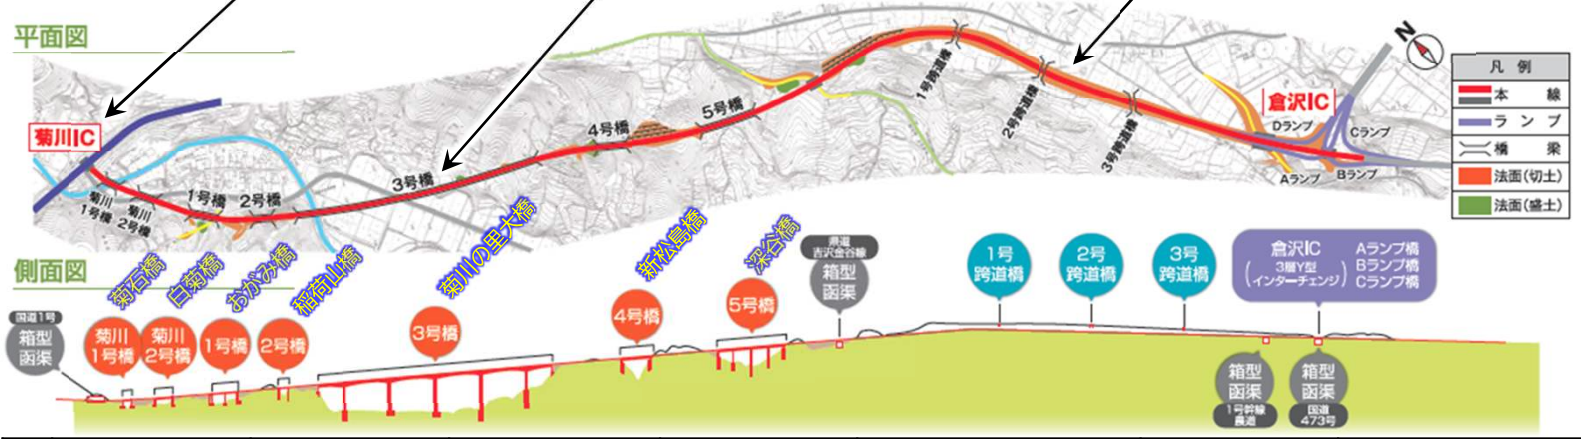 平面図
N
凡 例
本 線
ラ ン プ
橋 梁
法面(切土)
法面(盛土)
菊川IC
倉沢IC
菊川
1号橋
菊川
2号橋
1号橋
2号橋
3号橋
4号橋
5号橋
1号跨道橋
2号跨道橋
3号跨道橋
Dランプ
Cランプ
Aランプ
Bランプ
側面図
菊石橋
白菊橋
おがみ橋
稲荷山橋
菊川の里大橋
新松島橋
深谷橋
国道1号
箱型
函渠
菊川
1号橋
菊川
2号橋
1号橋
2号橋
3号橋
4号橋
5号橋
県道
吉沢金谷線
箱型
函渠
1号
跨道橋
2号
跨道橋
3号
跨道橋
倉沢IC
(3層Y型
インターチェンジ)
Aランプ橋
Bランプ橋
Cランプ橋
箱型
函渠
1号幹線
農道
箱型
函渠
国道
473号